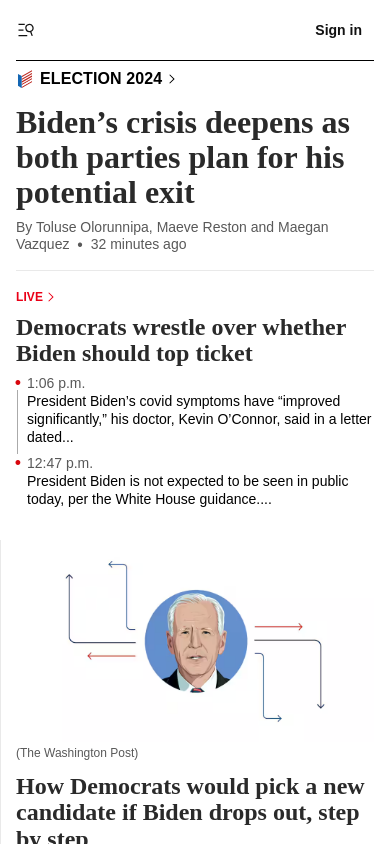 Sign in
ELECTION 2024
Biden’s crisis deepens as
both parties plan for his
potential exit
By Toluse Olorunnipa, Maeve Reston and Maegan
Vazquez • 32 minutes ago
LIVE
Democrats wrestle over whether
Biden should top ticket
1:06 p.m.
President Biden’s covid symptoms have “improved
significantly,” his doctor, Kevin O’Connor, said in a letter
dated...
12:47 p.m.
President Biden is not expected to be seen in public
today, per the White House guidance....
(The Washington Post)
How Democrats would pick a new
candidate if Biden drops out, step
by step